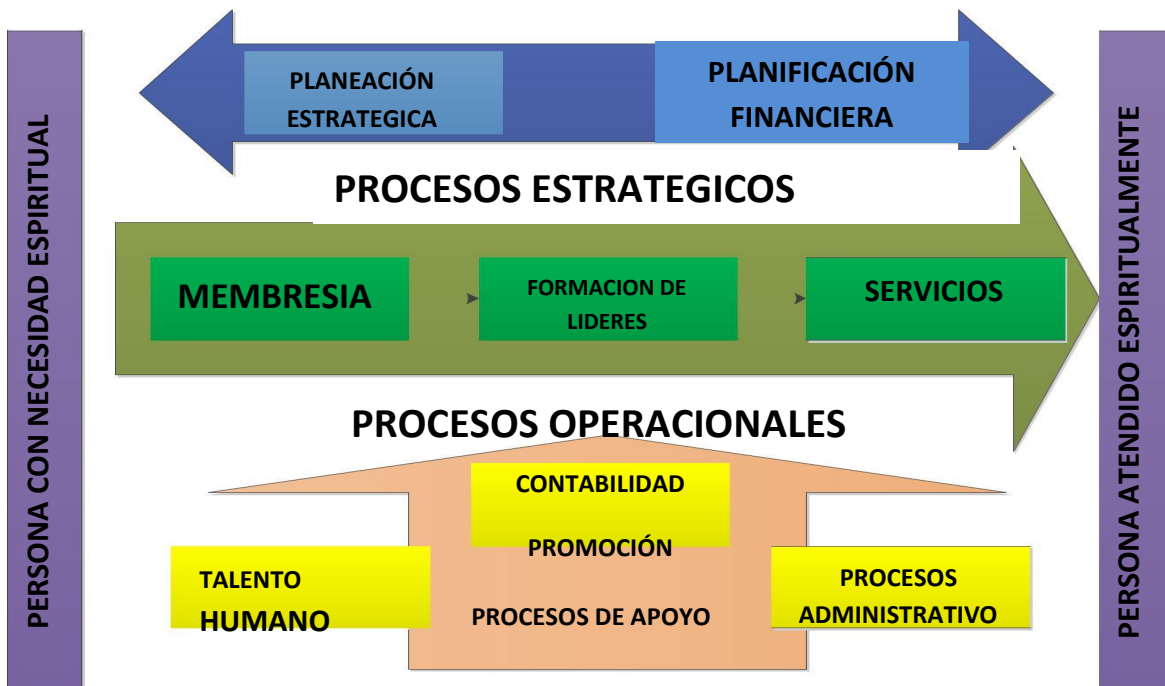 PERSONA CON NECESIDAD ESPIRITUAL
PLANEACIÓN
ESTRATEGICA
PLANIFICACIÓN
FINANCIERA
PROCESOS ESTRATEGICOS
MEMBRESIA
FORMACION DE
LIDERES
SERVICIOS
PROCESOS OPERACIONALES
CONTABILIDAD
PROMOCIÓN
TALENTO
HUMANO
PROCESOS DE APOYO
PROCESOS
ADMINISTRATIVO
PERSONA ATENDIDO ESPIRITUALMENTE